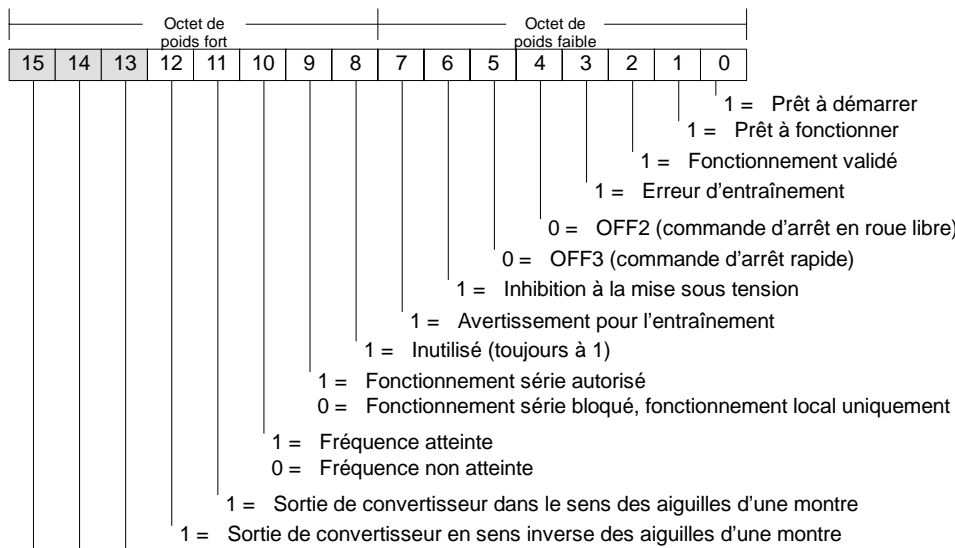 Octet de
poids fort
Octet de
poids faible
15 14 13 12 11 10 9 8 7 6 5 4 3 2 1 0
1 = Prêt à démarrer
1 = Prêt à fonctionner
1 = Fonctionnement validé
1 = Erreur d'entraînement
0 = OFF2 (commande d'arrêt en roue libre)
0 = OFF3 (commande d'arrêt rapide)
1 = Inhibition à la mise sous tension
1 = Avertissement pour l'entraînement
1 = Inutilisé (toujours à 1)
1 = Fonctionnement série autorisé
0 = Fonctionnement série bloqué, fonctionnement local uniquement
1 = Fréquence atteinte
0 = Fréquence non atteinte
1 = Sortie de convertisseur dans le sens des aiguilles d'une montre
1 = Sortie de convertisseur en sens inverse des aiguilles d'une montre